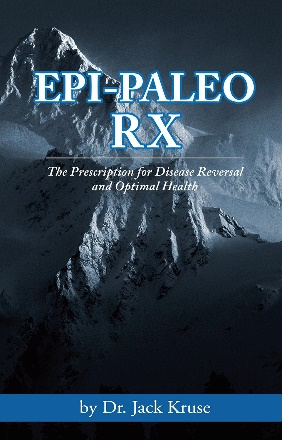 EPI-PALEO
RX
The Prescription for Disease Reversal
and Optimal Health
by Dr. Jack Kruse